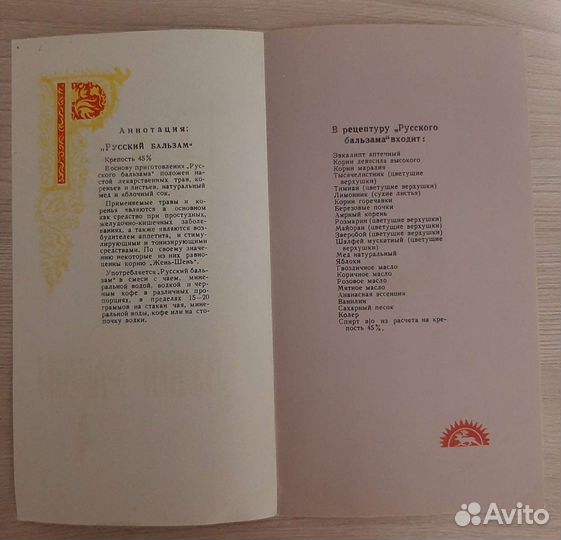 Р
Аннотация:
„Русский бальзам“
Крепость 45%
В основу приготовления „Рус-
ского бальзама“ положен на-
стой лекарственных трав, кор-
реньев и листьев, натуральный
мед и яблочный сок.
Применяемые травы и ко-
ренья являются в основном
как средство при простудных,
желудочно-кишечных заболе-
ваниях, а также являются воз-
будителем аппетита, и стиму-
лирующими и тонизирующими
средствами. По своему значе-
нию некоторые из них равно-
ценны корню „Жень-Шень“.
Употребляется „Русский баль-
зам“ в смеси с чаем, мине-
ральной водой, водкой и чер-
ным кофе в различных про-
порциях, в пределах 15—20
граммов на стакан чая, мине-
ральной воды, кофе или на сто-
почку водки.
В рецептуру „Русского
бальзама“ входит:
Эвкалипт аптечный
Корни девосила высокого
Корни маралия
Тысячелистник (цветущие
верхушки)
Тимиан (цветущие верхушки)
Лимонник (сухие листья)
Корни горечавки
Березовые почки
Аирный корень
Розмарин (цветущие верхушки)
Майоран (цветущие верхушки)
Зверобой (цветущие верхушки)
Шалфей мускатный (цветущие
верхушки)
Мед натуральный
Яблоки
Гвоздичное масло
Коричное масло
Розовое масло
Мятное масло
Ананасная эссенция
Ванилин
Сахарный песок
Колер
Спирт в/о из расчета на кре-
пость 45%.
Avito